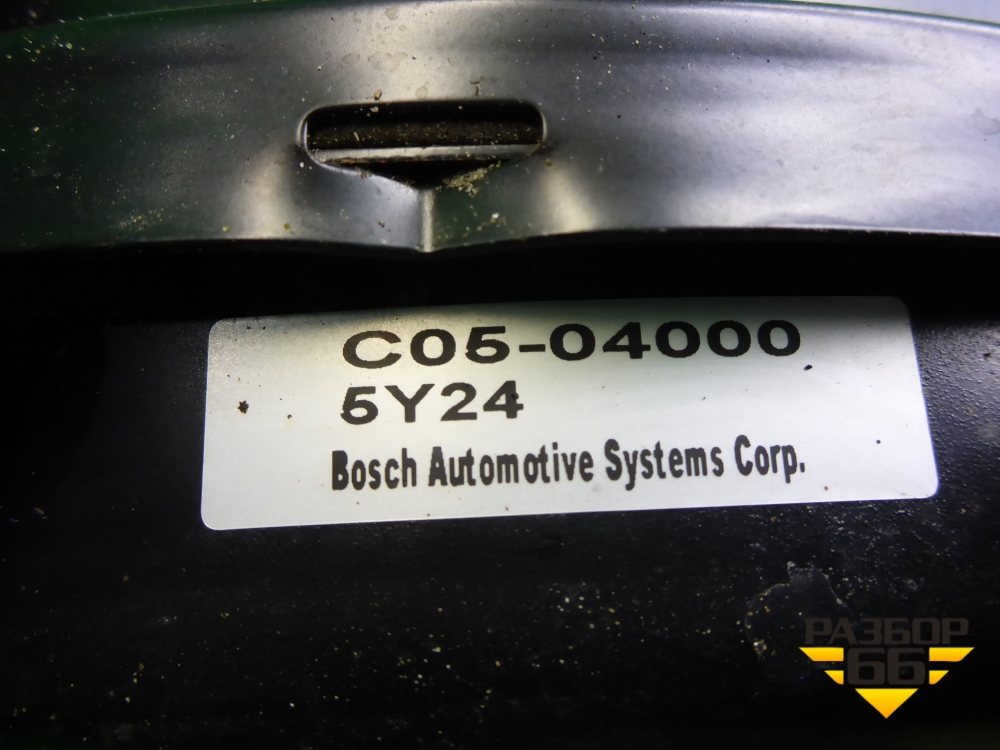 C05-04000
5Y24
Bosch Automotive Systems Corp.
РАЗБОР
66